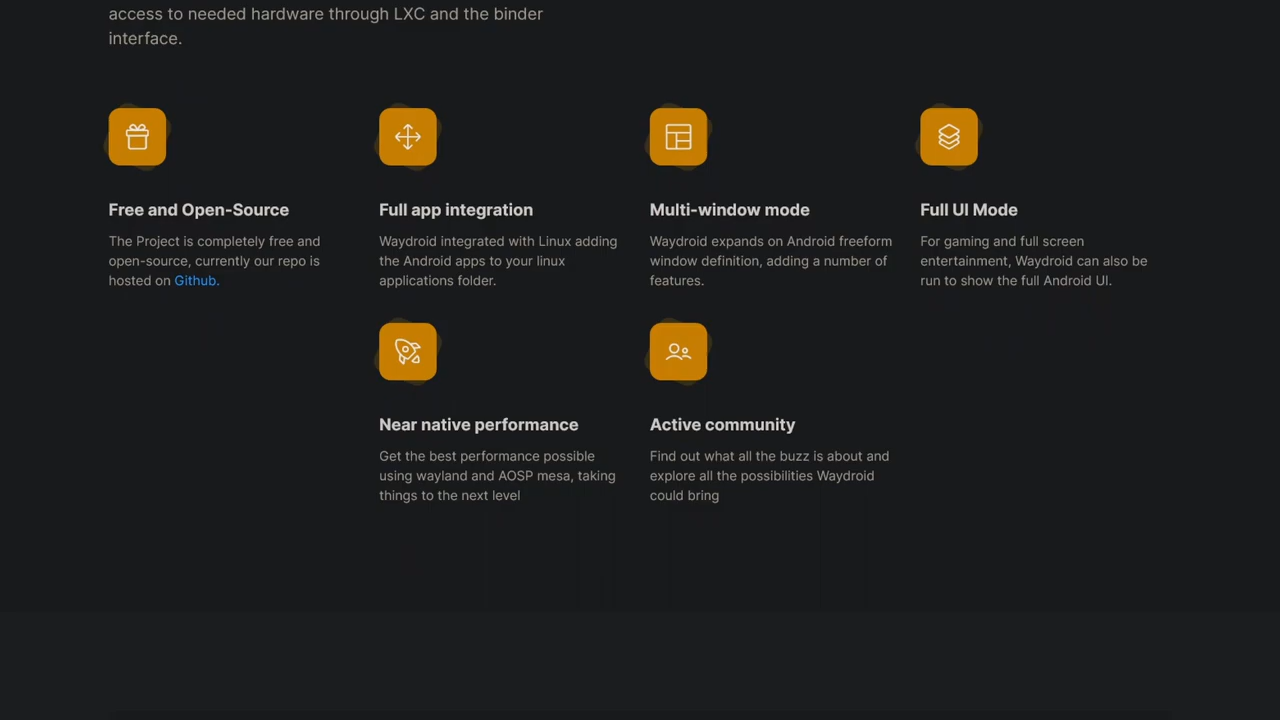 access to needed hardware through LXC and the binder
interface.
Free and Open-Source
The Project is completely free and
open-source, currently our repo is
hosted on Github.
Full app integration
Waydroid integrated with Linux adding
the Android apps to your linux
applications folder.
Multi-window mode
Waydroid expands on Android freeform
window definition, adding a number of
features.
Full UI Mode
For gaming and full screen
entertainment, Waydroid can also be
run to show the full Android UI.
Near native performance
Get the best performance possible
using wayland and AOSP mesa, taking
things to the next level
Active community
Find out what all the buzz is about and
explore all the possibilities Waydroid
could bring